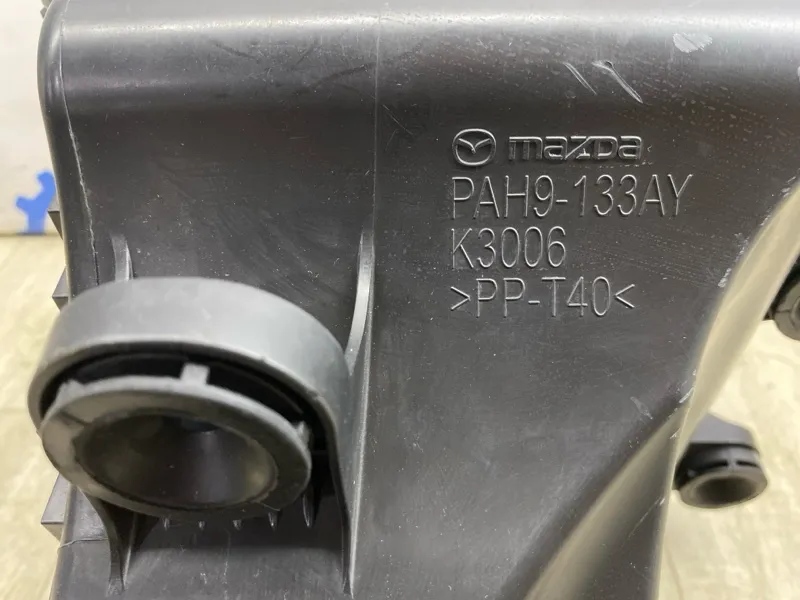 mazda
PAH9-133AY
K3006
>PP-T40<